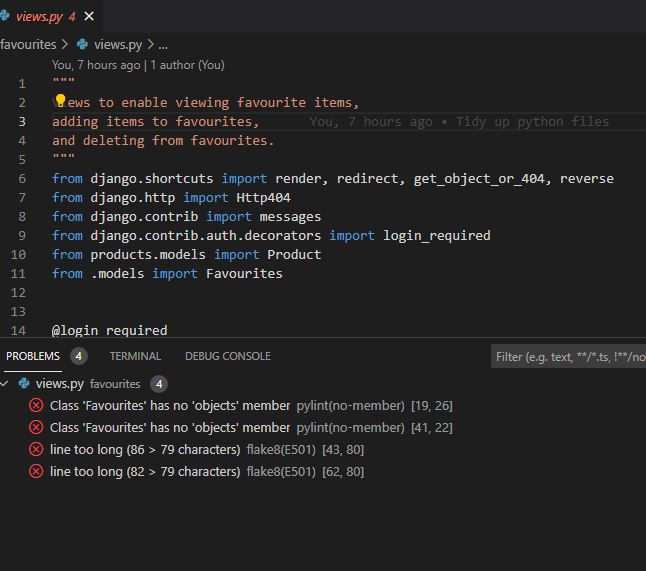 views.py 4
favourites > views.py > ...
You, 7 hours ago | 1 author (You)
1 """
2 Views to enable viewing favourite items,
3 adding items to favourites, You, 7 hours ago • Tidy up python files
4 and deleting from favourites.
5 """
6 from django.shortcuts import render, redirect, get_object_or_404, reverse
7 from django.http import Http404
8 from django.contrib import messages
9 from django.contrib.auth.decorators import login_required
10 from products.models import Product
11 from .models import Favourites
12
13
14 @login_required
PROBLEMS 4 TERMINAL DEBUG CONSOLE Filter (e.g. text, **/*.ts, !**/no
views.py favourites 4
Class 'Favourites' has no 'objects' member pylint(no-member) [19, 26]
Class 'Favourites' has no 'objects' member pylint(no-member) [41, 22]
line too long (86 > 79 characters) flake8(E501) [43, 80]
line too long (82 > 79 characters) flake8(E501) [62, 80]